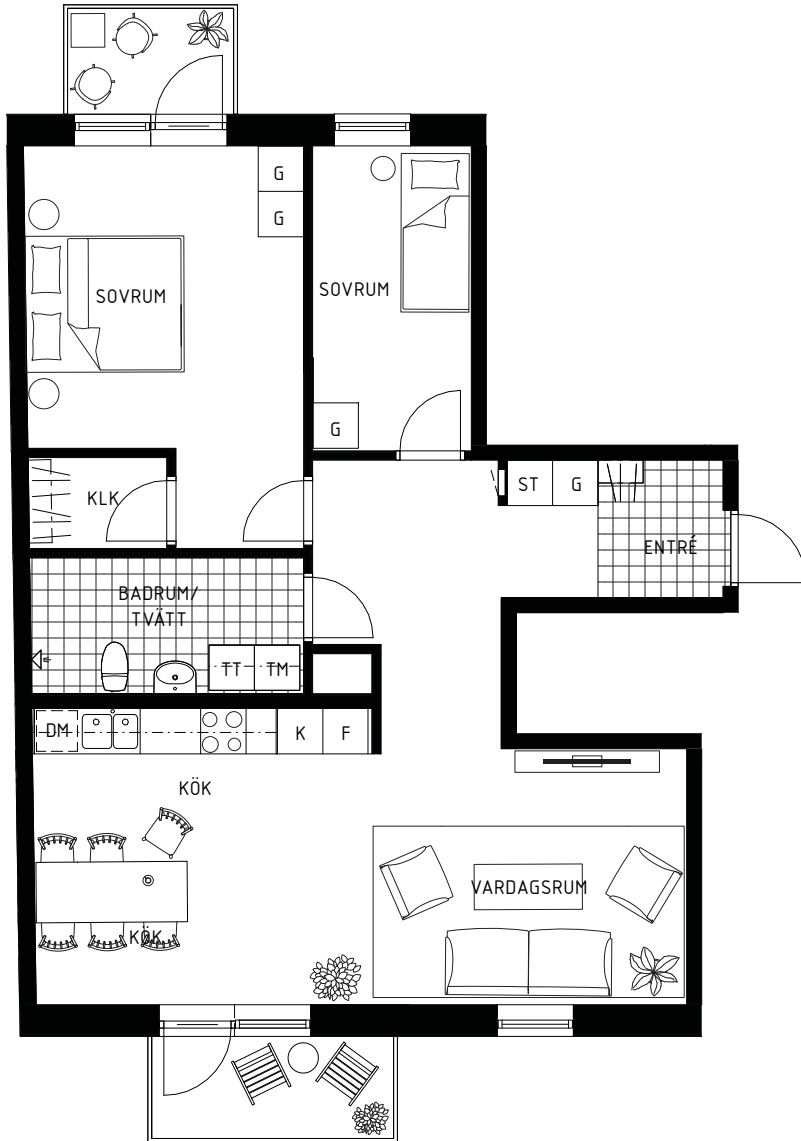 G
G
SOVRUM
SOVRUM
G
KLK
ST
G
ENTRÉ
BADRUM/
TVÄTT
TT
TM
DM
K
F
KÖK
VARDAGSRUM
KÖK